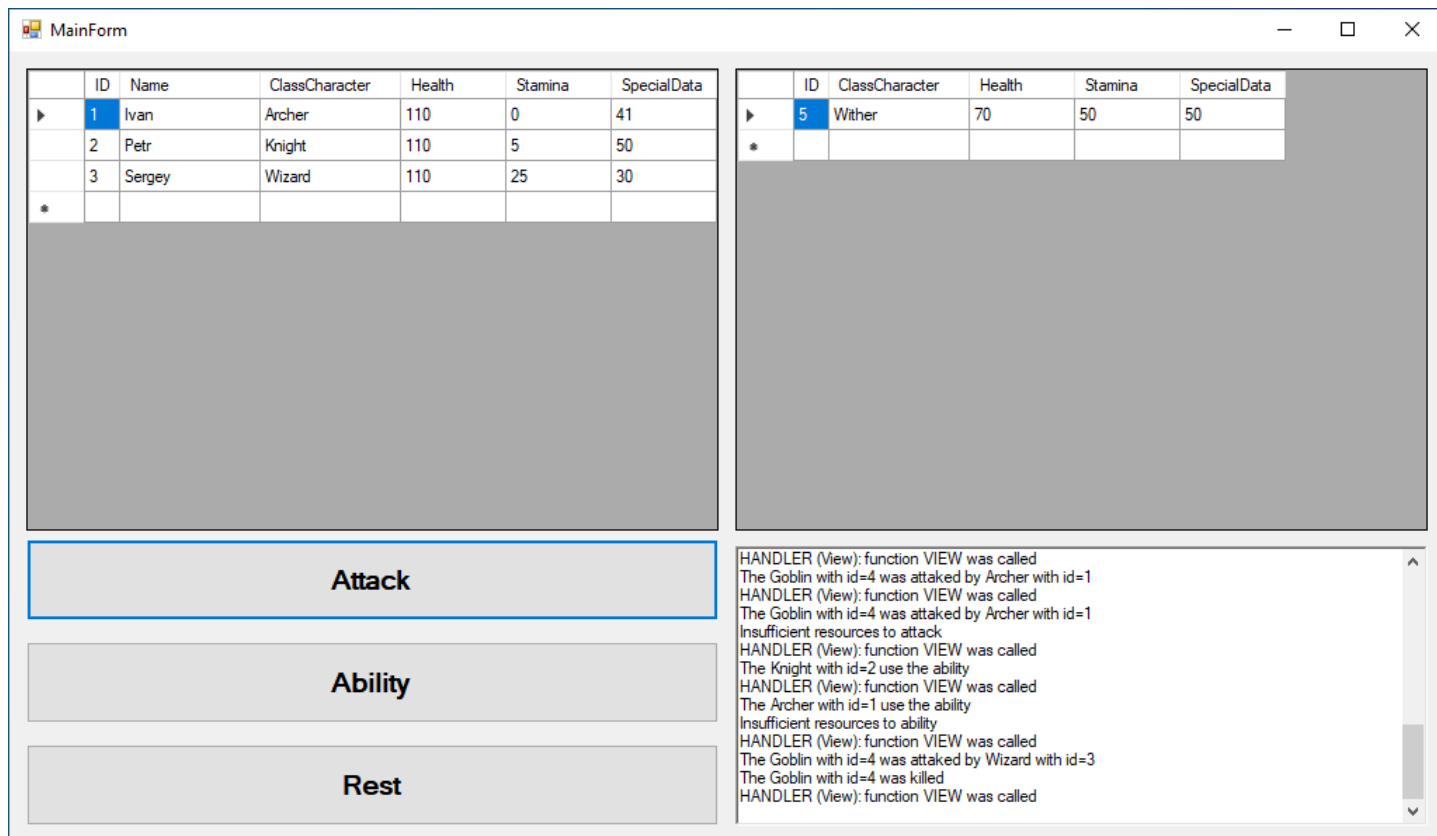 MainForm
ID Name ClassCharacter Health Stamina SpecialData
1 Ivan Archer 110 0 41
2 Petr Knight 110 5 50
3 Sergey Wizard 110 25 30
ID ClassCharacter Health Stamina SpecialData
5 Wither 70 50 50
Attack
Ability
Rest
HANDLER (View): function VIEW was called
The Goblin with id=4 was attaked by Archer with id=1
HANDLER (View): function VIEW was called
The Goblin with id=4 was attaked by Archer with id=1
Insufficient resources to attack
HANDLER (View): function VIEW was called
The Knight with id=2 use the ability
HANDLER (View): function VIEW was called
The Archer with id=1 use the ability
Insufficient resources to ability
HANDLER (View): function VIEW was called
The Goblin with id=4 was attaked by Wizard with id=3
The Goblin with id=4 was killed
HANDLER (View): function VIEW was called